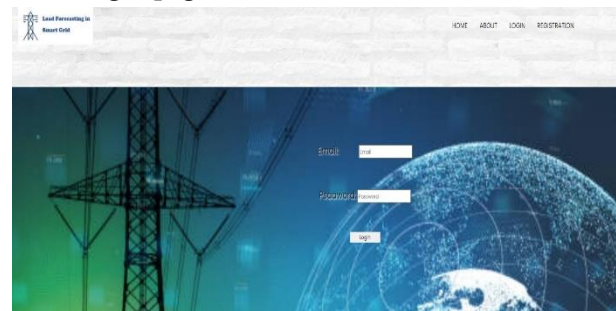 Load Forecasting in
Smart Grid
HOME ABOUT LOGIN REGISTRATION
Email:
Email
Password:
Password
Login